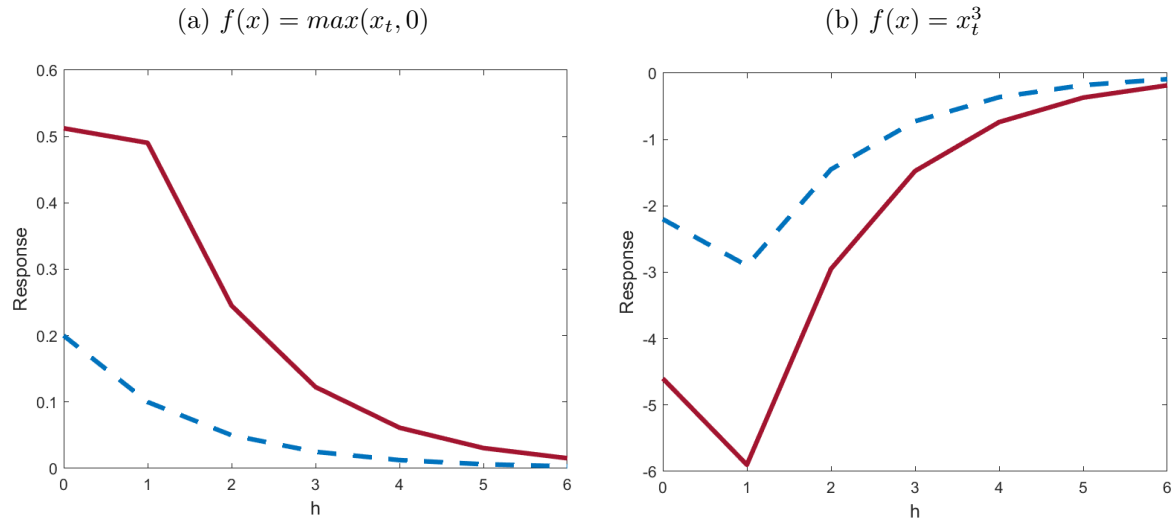 (a) f(x) = max(x_t, 0)
0.6
0.5
0.4
0.3
0.2
0.1
0
Response
0 1 2 3 4 5 6
h
(b) f(x) = x_t^3
0
-1
-2
-3
-4
-5
-6
Response
0 1 2 3 4 5 6
h